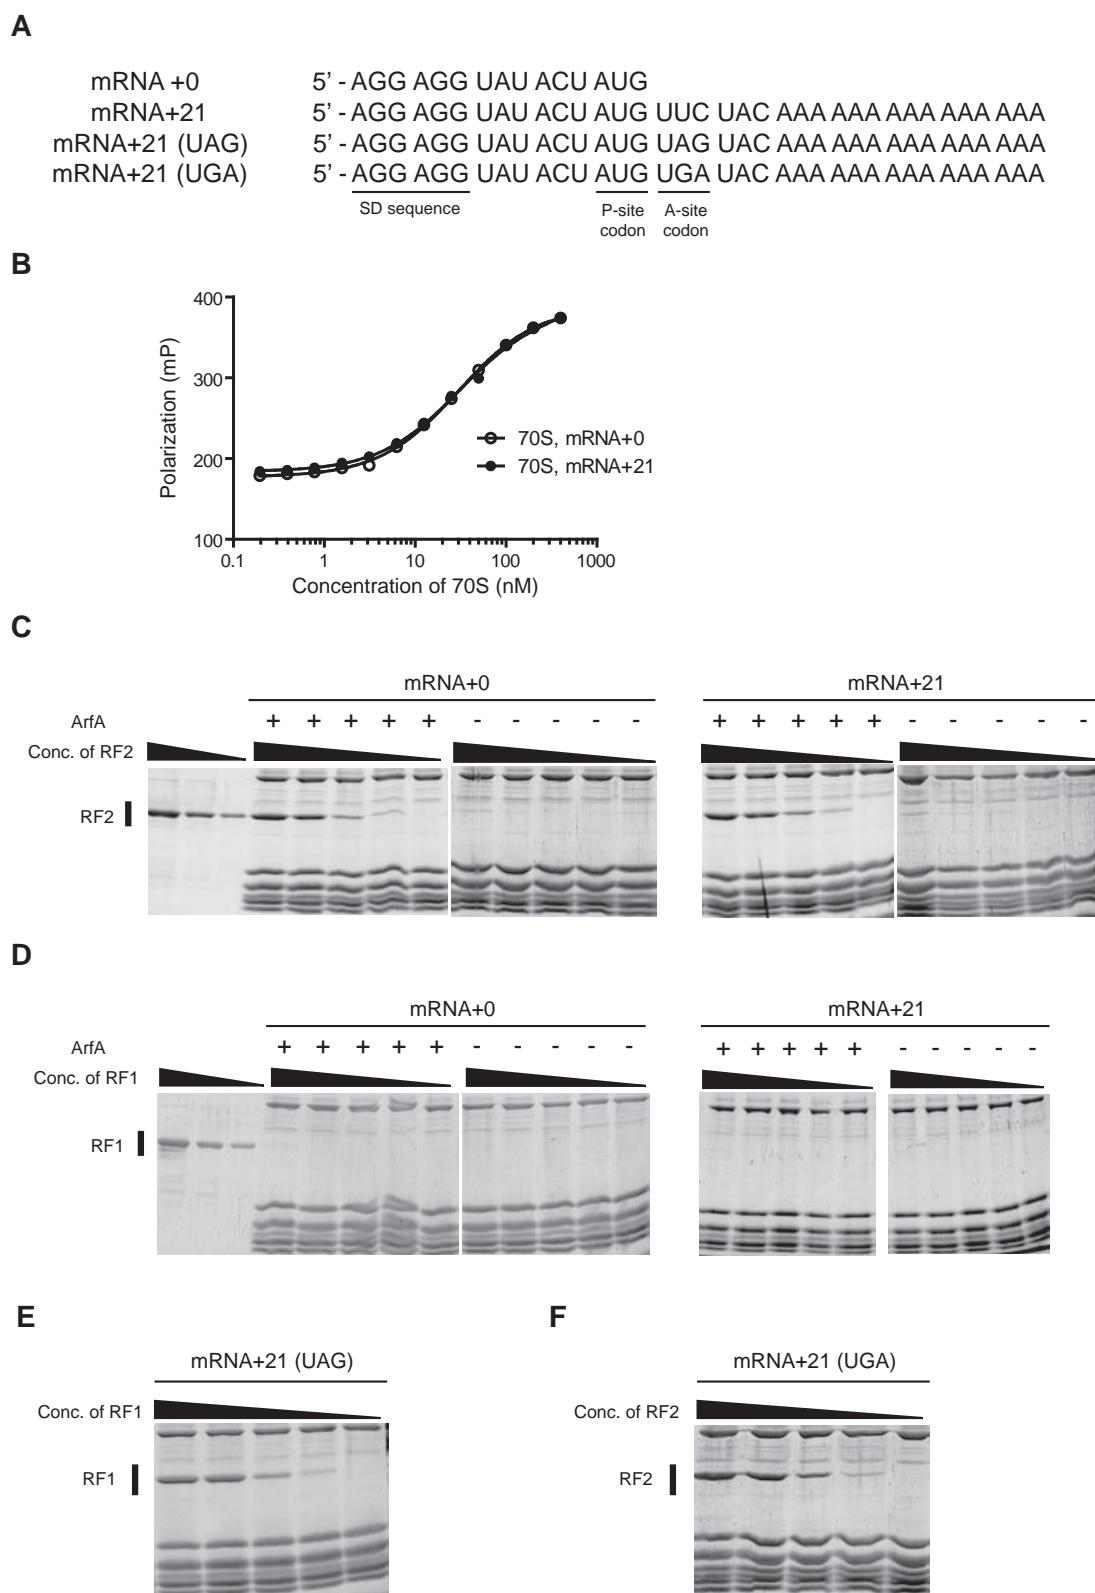 A
mRNA +0 5' - AGG AGG UAU ACU AUG
mRNA+21 5' - AGG AGG UAU ACU AUG UUC UAC AAA AAA AAA AAA AAA
mRNA+21 (UAG) 5' - AGG AGG UAU ACU AUG UAG UAC AAA AAA AAA AAA AAA
mRNA+21 (UGA) 5' - AGG AGG UAU ACU AUG UGA UAC AAA AAA AAA AAA AAA
SD sequence P-site A-site
codon codon
B
400
300
200
100
Polarization (mP)
70S, mRNA+0
70S, mRNA+21
0.1 1 10 100 1000
Concentration of 70S (nM)
C
mRNA+0 mRNA+21
ArfA + + + + + - - - - - + + + + + - - - - -
Conc. of RF2
RF2
D
mRNA+0 mRNA+21
ArfA + + + + + - - - - - + + + + + - - - - -
Conc. of RF1
RF1
E
mRNA+21 (UAG)
Conc. of RF1
RF1
F
mRNA+21 (UGA)
Conc. of RF2
RF2